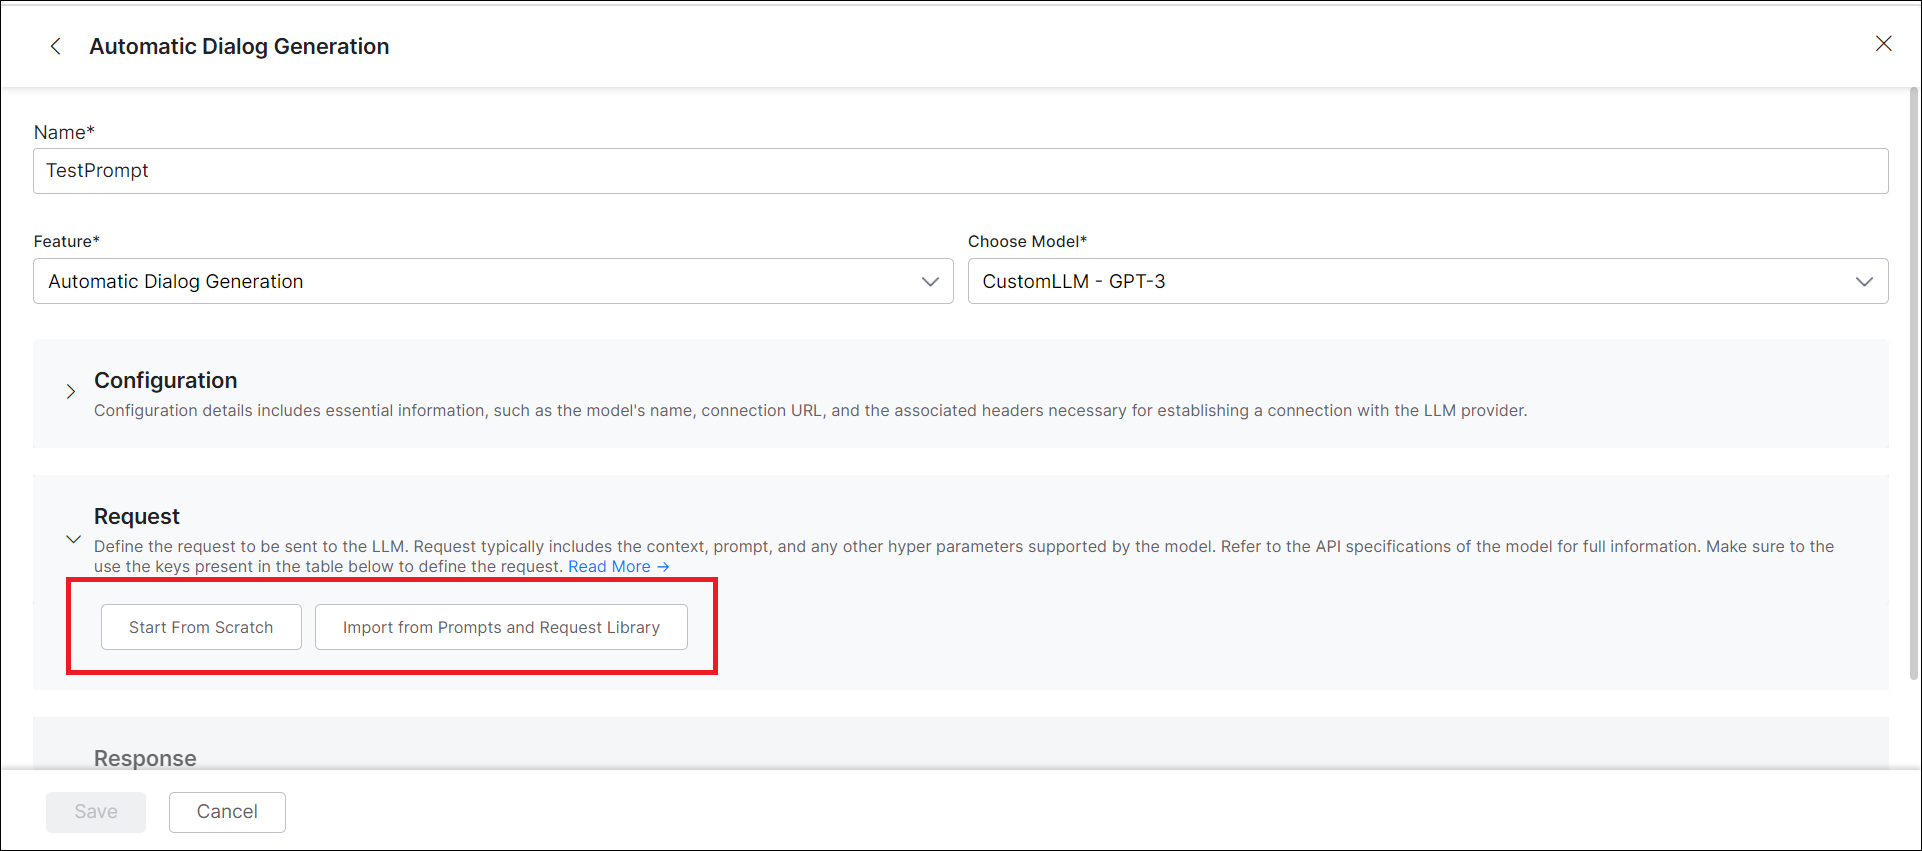 Automatic Dialog Generation
Name*
TestPrompt
Feature*
Choose Model*
Automatic Dialog Generation
CustomLLM - GPT-3
Configuration
Configuration details includes essential information, such as the model's name, connection URL, and the associated headers necessary for establishing a connection with the LLM provider.
Request
Define the request to be sent to the LLM. Request typically includes the context, prompt, and any other hyper parameters supported by the model. Refer to the API specifications of the model for full information. Make sure to the
use the keys present in the table below to define the request. Read More →
Start From Scratch
Import from Prompts and Request Library
Response
Save
Cancel